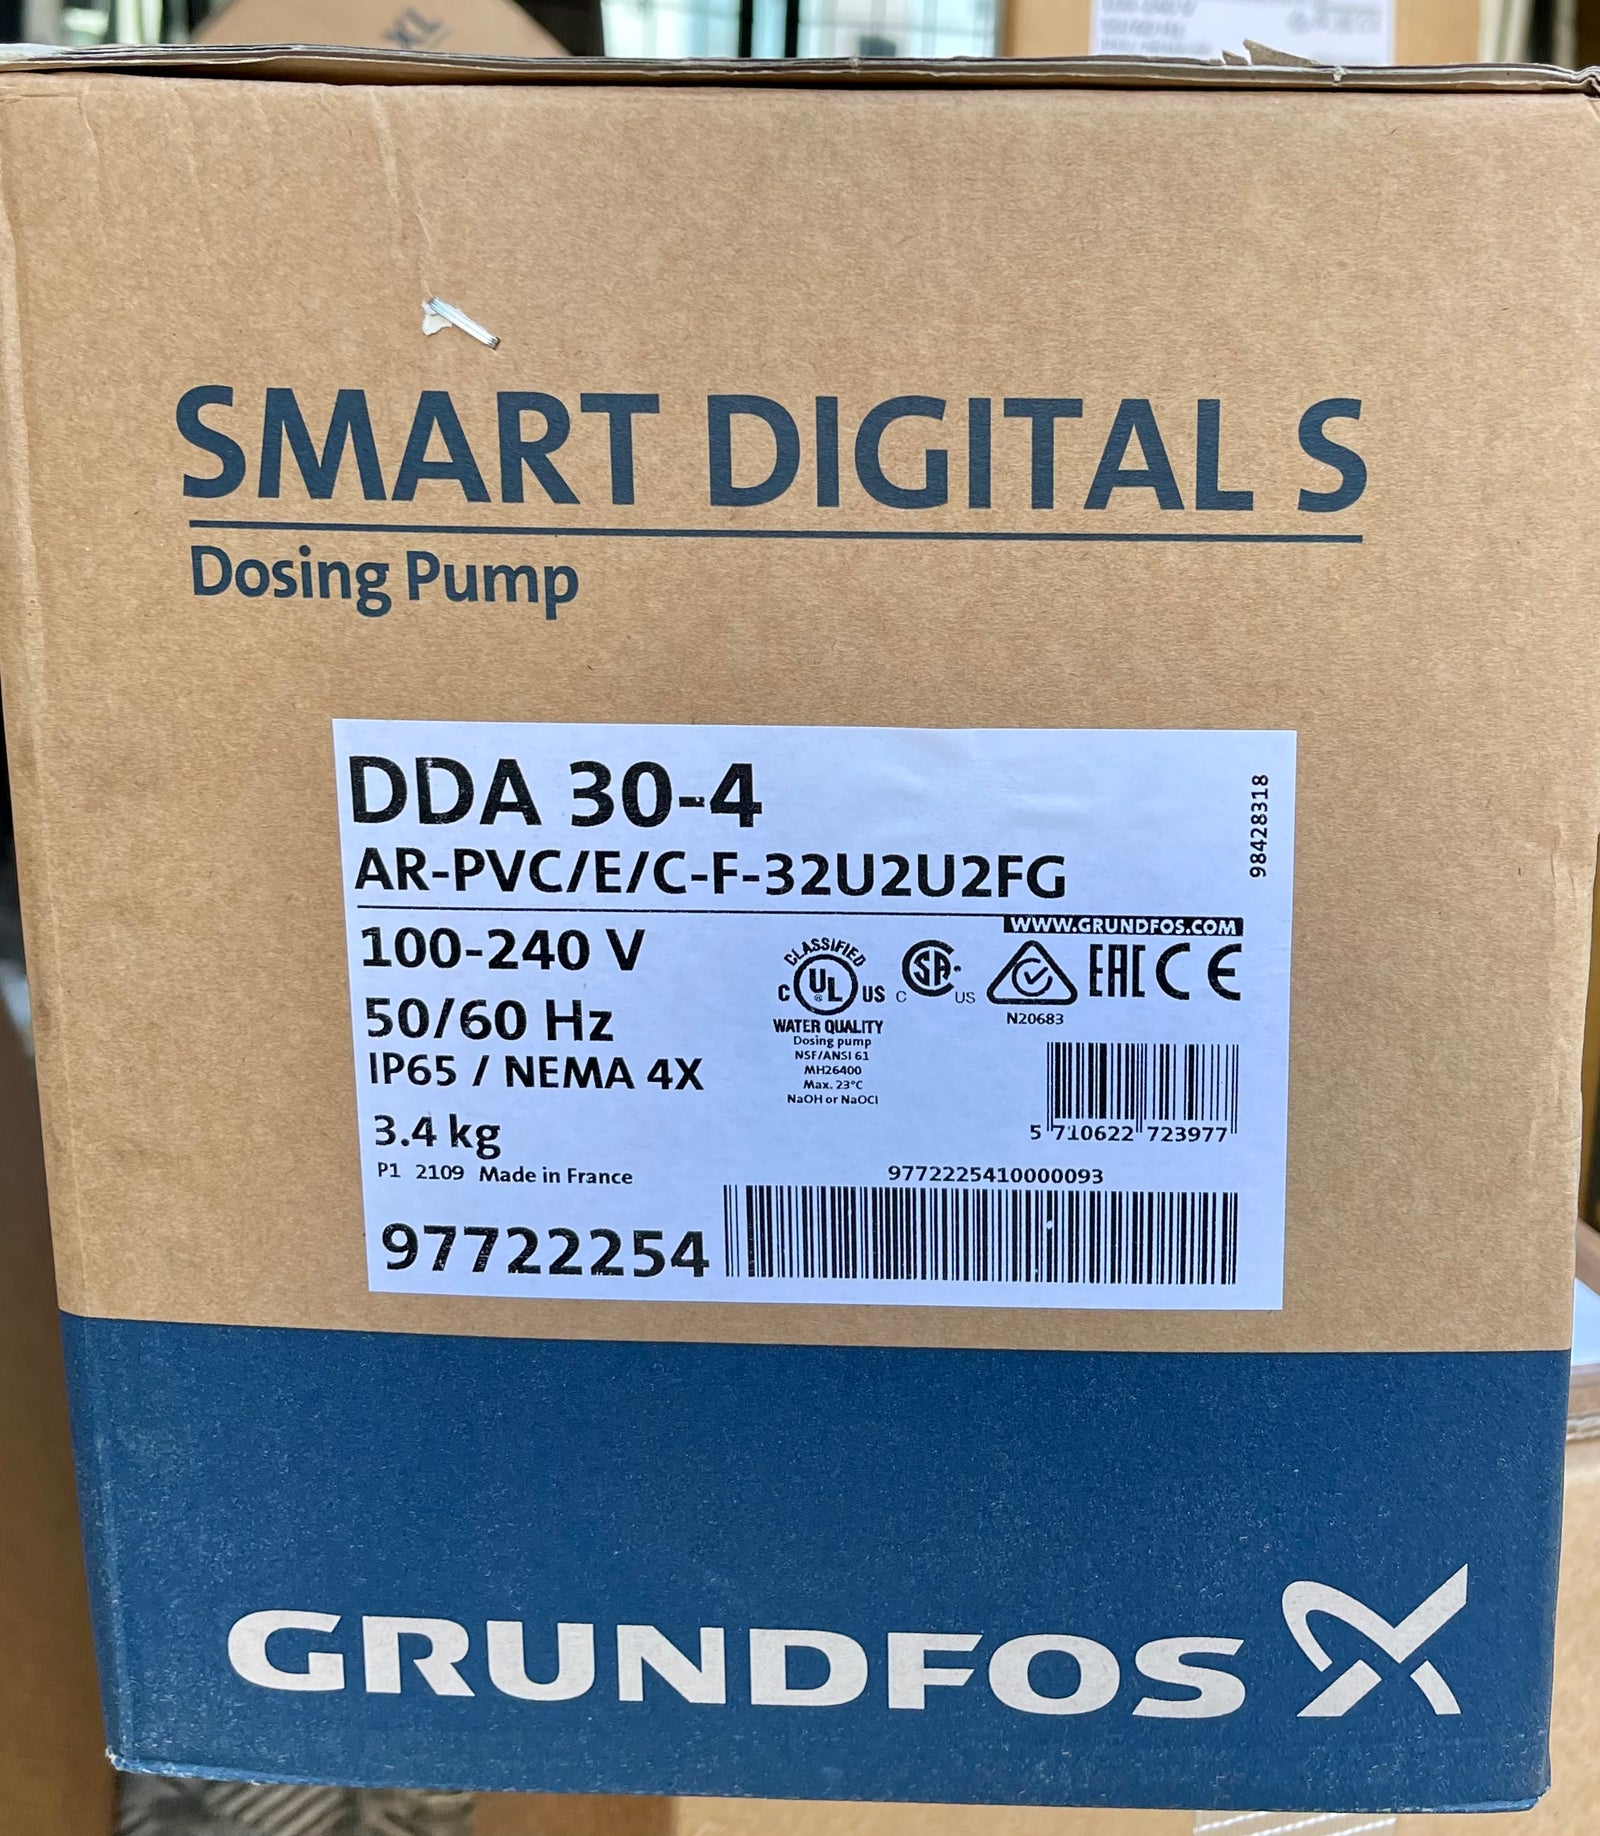 XL
SMART DIGITAL S
Dosing Pump
DDA 30-4
98428318
AR-PVC/E/C-F-32U2U2FG
WWW.GRUNDFOS.COM
100-240 V
50/60 Hz
IP65 / NEMA 4X
3.4 kg
P1 2109 Made in France
CLASSIFIED
C UL ® US
WATER QUALITY
Dosing pump
NSF/ANSI 61
MH26400
Max. 23°C
NaOH or NaOCl
C SA US
N20683
EAC CE
5 710622 723977
9772225410000093
97722254
GRUNDFOS